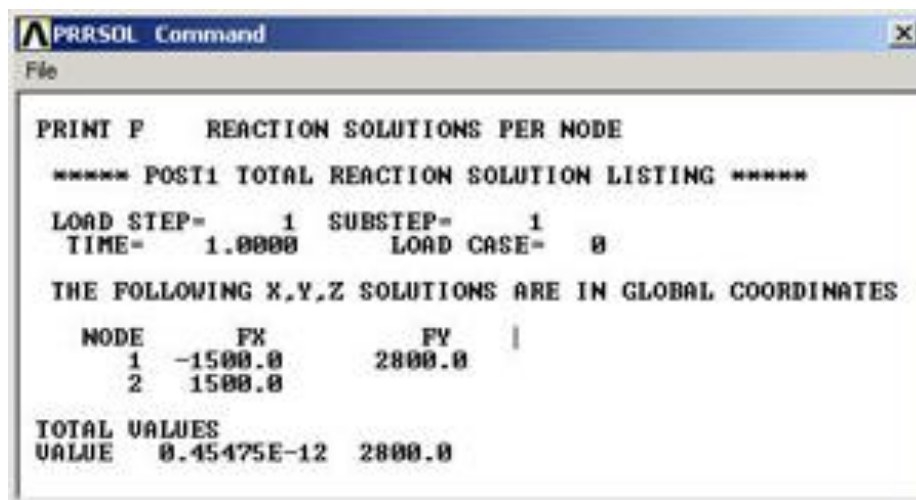 PRRSOL Command
File
PRINT F REACTION SOLUTIONS PER NODE
***** POST1 TOTAL REACTION SOLUTION LISTING *****
LOAD STEP= 1 SUBSTEP= 1
TIME= 1.0000 LOAD CASE= 0
THE FOLLOWING X,Y,Z SOLUTIONS ARE IN GLOBAL COORDINATES
NODE FX FY
1 -1500.0 2800.0
2 1500.0
TOTAL VALUES
VALUE 0.45475E-12 2800.0